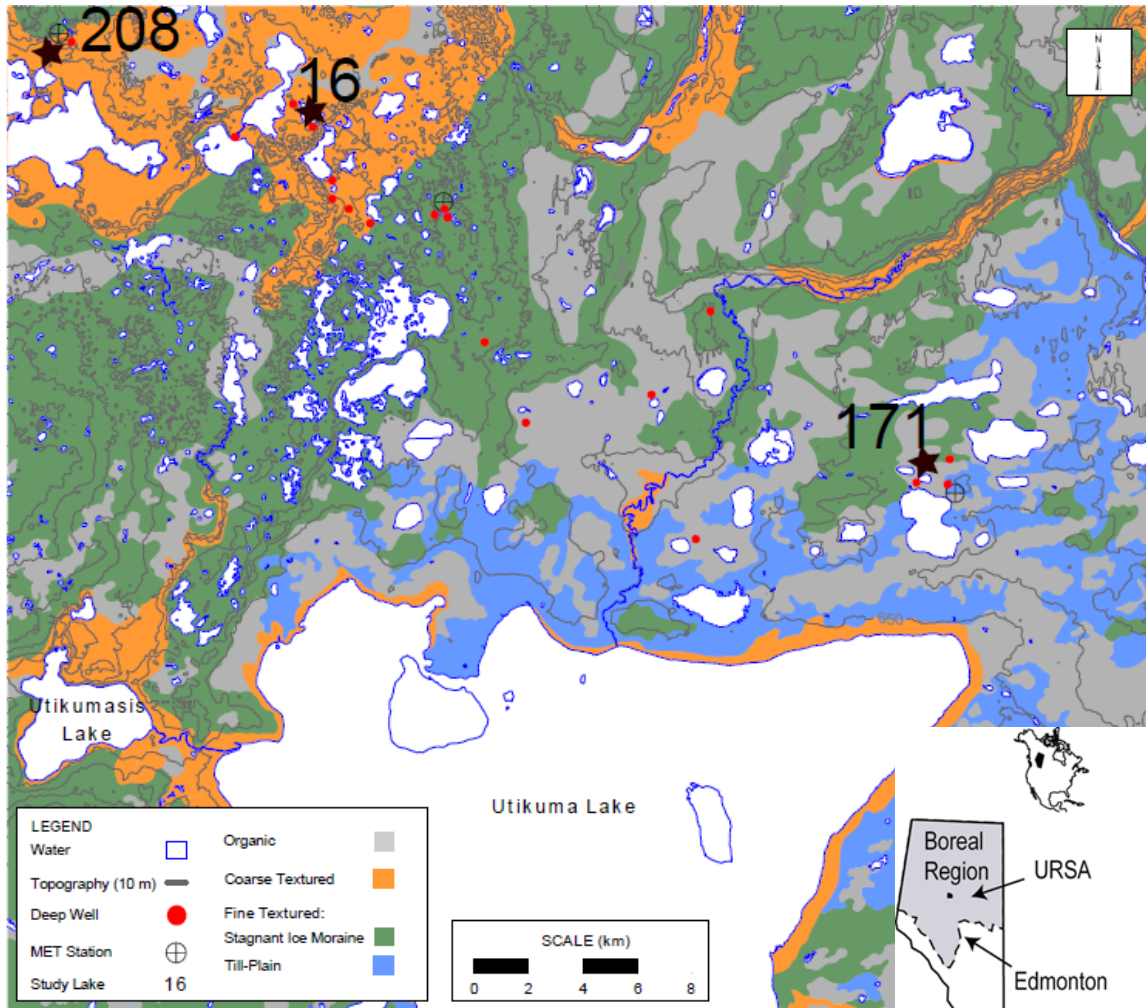 208
16
N
171
650
Utikumasis
Lake
Utikuma Lake
LEGEND
Water
Topography (10 m)
Deep Well
MET Station
Study Lake 16
Organic
Coarse Textured
Fine Textured:
Stagnant Ice Moraine
Till-Plain
SCALE (km)
0 2 4 6 8
Boreal
Region
URSA
Edmonton